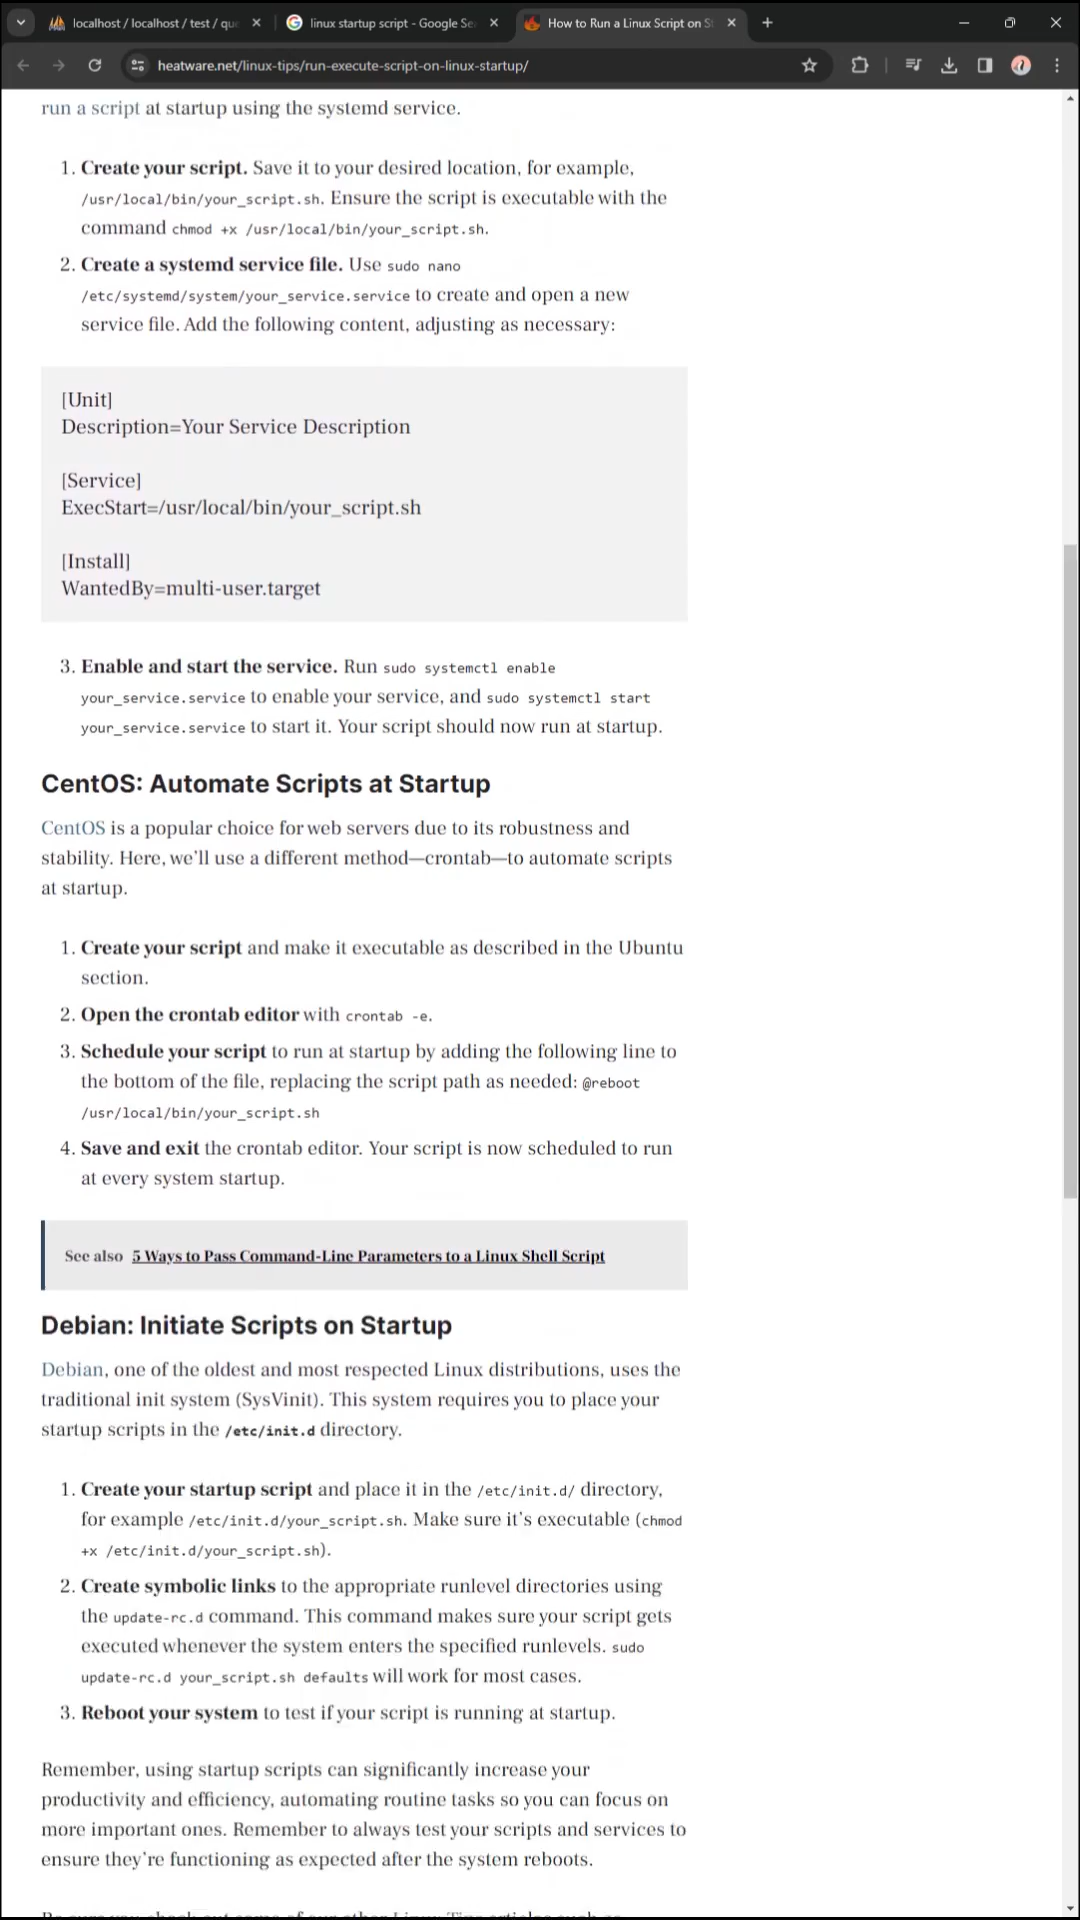 localhost / localhost / test / que
linux startup script - Google Se
How to Run a Linux Script on S
heatware.net/linux-tips/run-execute-script-on-linux-startup/
run a script at startup using the systemd service.
1. Create your script. Save it to your desired location, for example,
/usr/local/bin/your_script.sh. Ensure the script is executable with the
command chmod +x /usr/local/bin/your_script.sh.
2. Create a systemd service file. Use sudo nano
/etc/systemd/system/your_service.service to create and open a new
service file. Add the following content, adjusting as necessary:
[Unit]
Description=Your Service Description
[Service]
ExecStart=/usr/local/bin/your_script.sh
[Install]
WantedBy=multi-user.target
3. Enable and start the service. Run sudo systemctl enable
your_service.service to enable your service, and sudo systemctl start
your_service.service to start it. Your script should now run at startup.
CentOS: Automate Scripts at Startup
CentOS is a popular choice for web servers due to its robustness and
stability. Here, we'll use a different method—crontab—to automate scripts
at startup.
1. Create your script and make it executable as described in the Ubuntu
section.
2. Open the crontab editor with crontab -e.
3. Schedule your script to run at startup by adding the following line to
the bottom of the file, replacing the script path as needed: @reboot
/usr/local/bin/your_script.sh
4. Save and exit the crontab editor. Your script is now scheduled to run
at every system startup.
See also 5 Ways to Pass Command-Line Parameters to a Linux Shell Script
Debian: Initiate Scripts on Startup
Debian, one of the oldest and most respected Linux distributions, uses the
traditional init system (SysVinit). This system requires you to place your
startup scripts in the /etc/init.d directory.
1. Create your startup script and place it in the /etc/init.d/ directory,
for example /etc/init.d/your_script.sh. Make sure it's executable (chmod
+x /etc/init.d/your_script.sh).
2. Create symbolic links to the appropriate runlevel directories using
the update-rc.d command. This command makes sure your script gets
executed whenever the system enters the specified runlevels. sudo
update-rc.d your_script.sh defaults will work for most cases.
3. Reboot your system to test if your script is running at startup.
Remember, using startup scripts can significantly increase your
productivity and efficiency, automating routine tasks so you can focus on
more important ones. Remember to always test your scripts and services to
ensure they're functioning as expected after the system reboots.